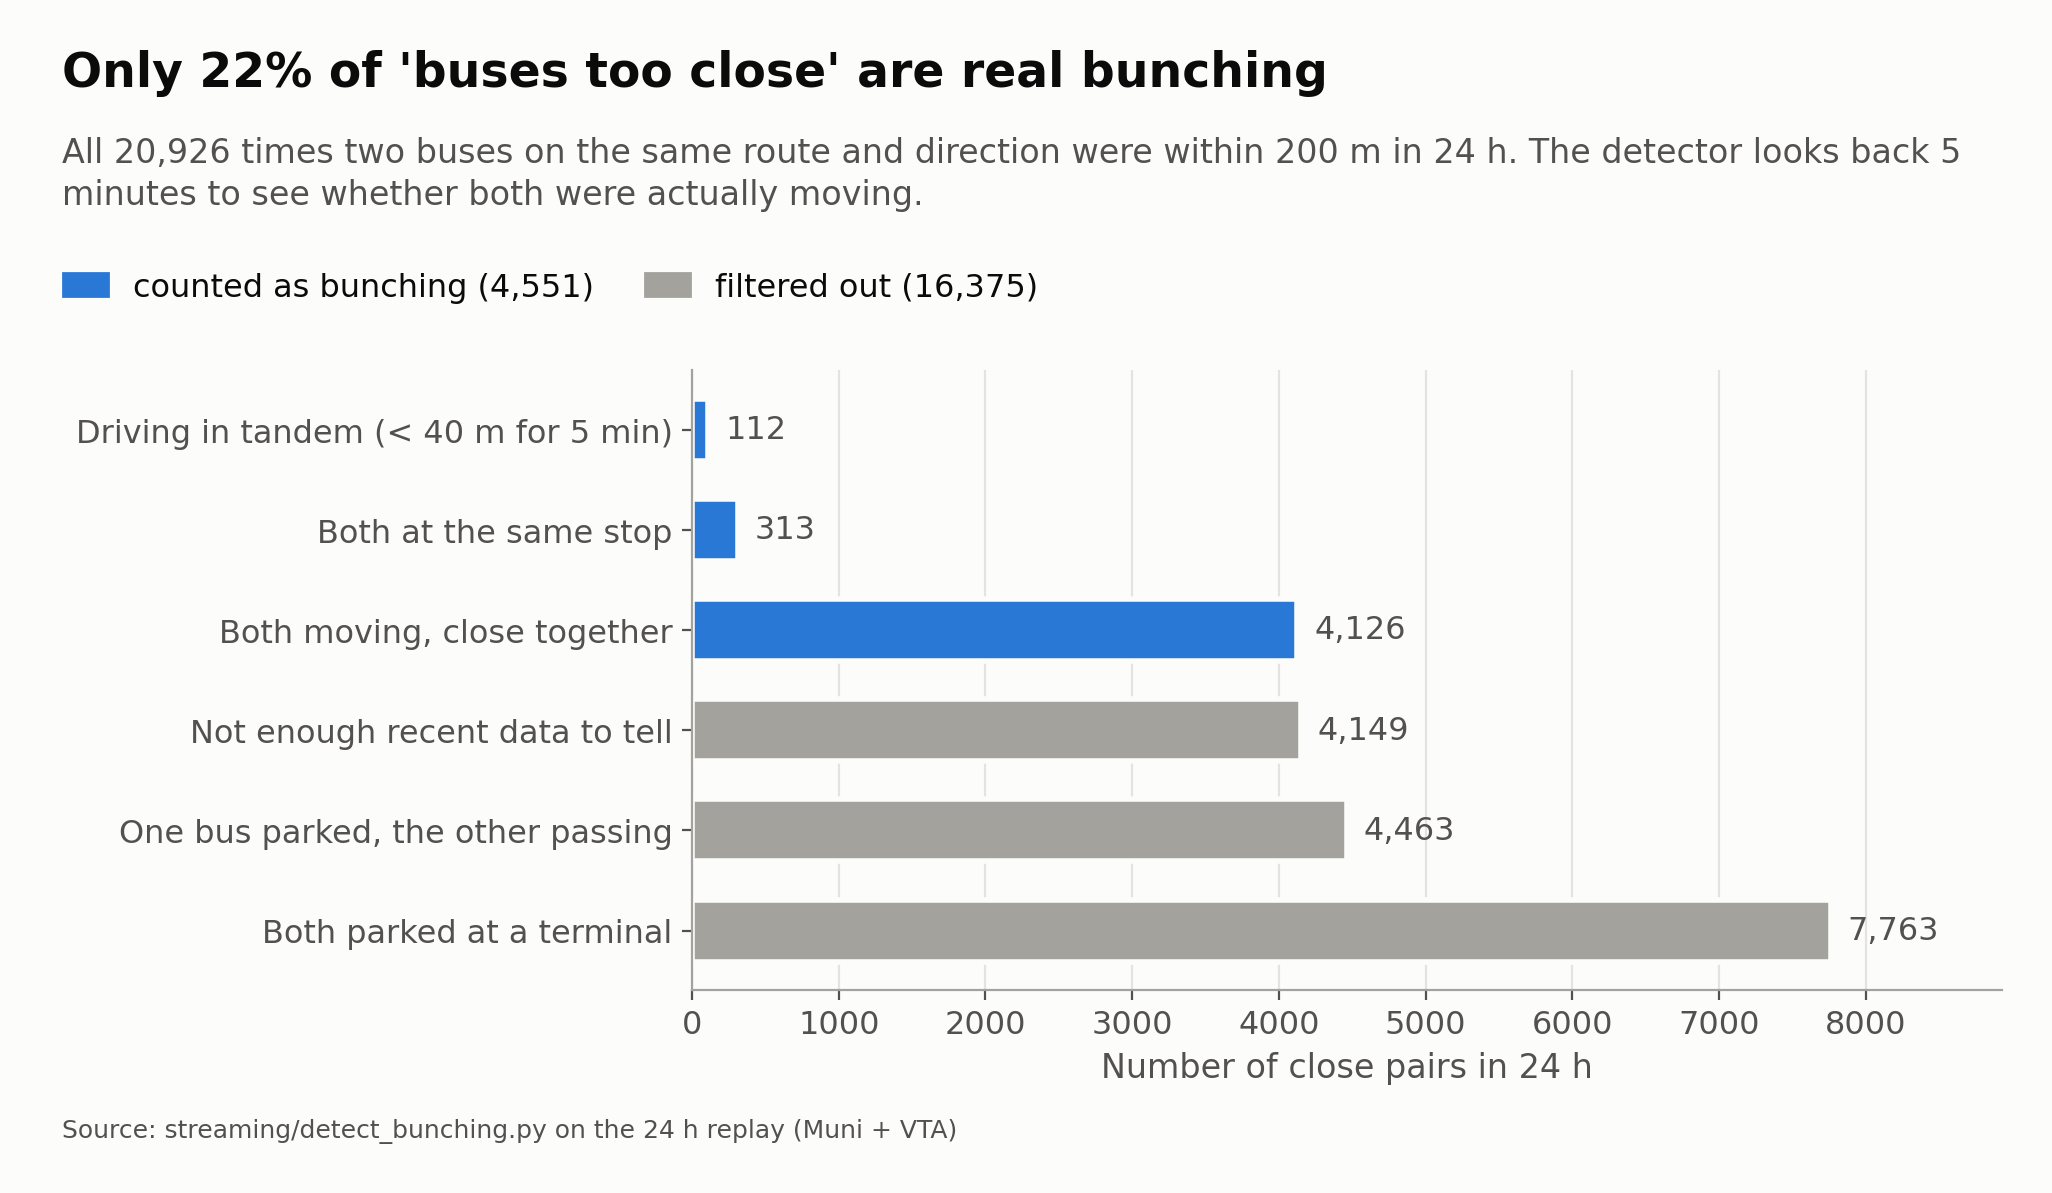 Only 22% of 'buses too close' are real bunching
All 20,926 times two buses on the same route and direction were within 200 m in 24 h. The detector looks back 5
minutes to see whether both were actually moving.
counted as bunching (4,551)
filtered out (16,375)
Driving in tandem (< 40 m for 5 min) 112
Both at the same stop 313
Both moving, close together 4,126
Not enough recent data to tell 4,149
One bus parked, the other passing 4,463
Both parked at a terminal 7,763
0 1000 2000 3000 4000 5000 6000 7000 8000
Number of close pairs in 24 h
Source: streaming/detect_bunching.py on the 24 h replay (Muni + VTA)